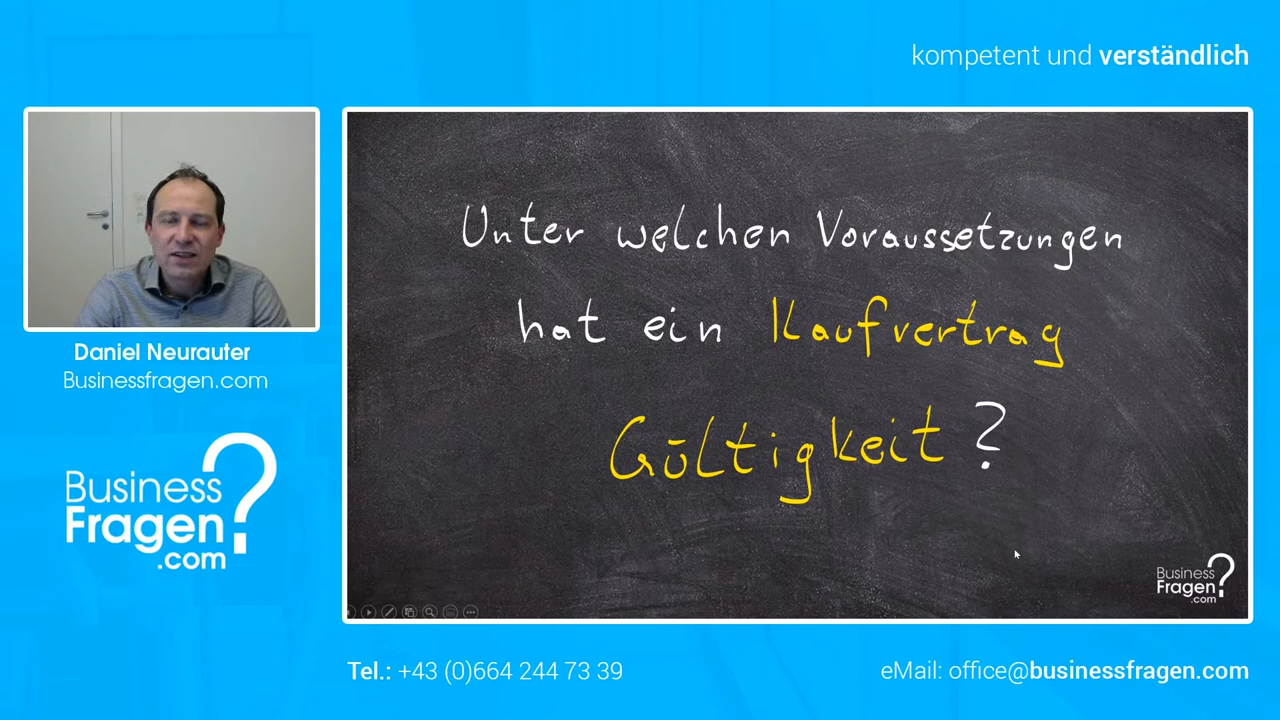 kompetent und verständlich
Unter welchen Voraussetzungen
hat ein Kaufvertrag
Gültigkeit?
Daniel Neurauter
Businessfragen.com
Business
Fragen
.com
?
Business
Fragen
.com
?
Tel.: +43 (0)664 244 73 39
eMail: office@businessfragen.com